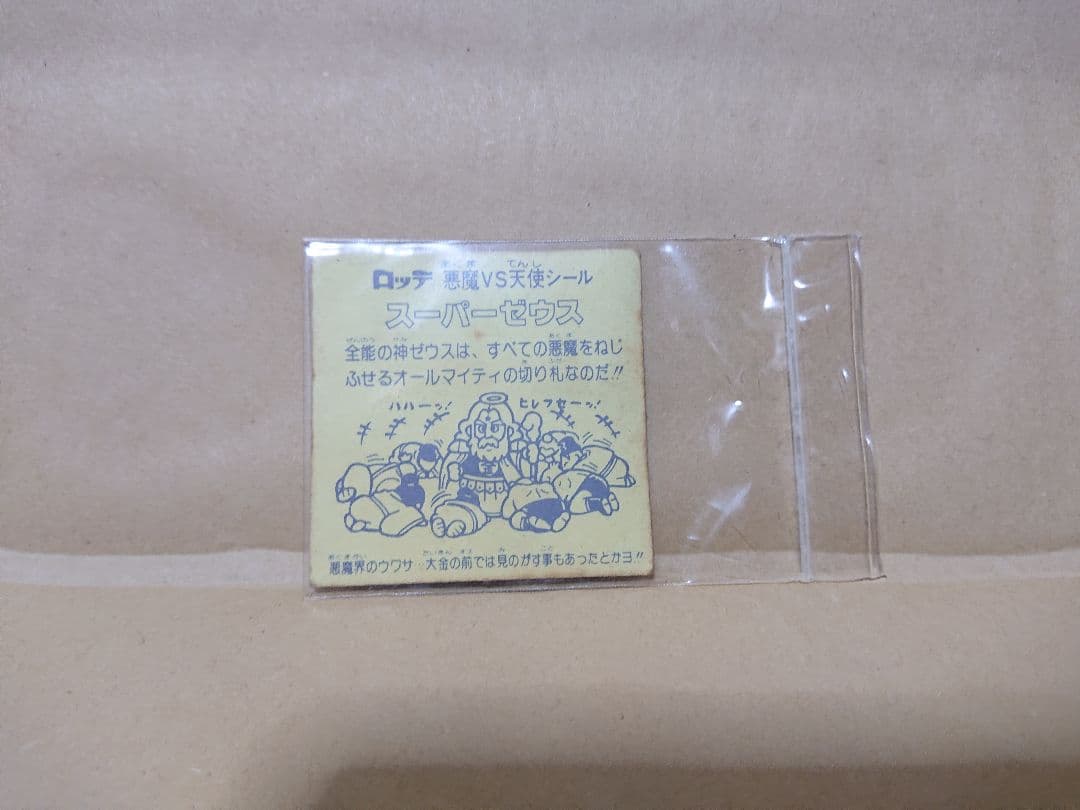 ロッテ 悪魔VS天使シール
スーパーゼウス
全能の神ゼウスは、すべての悪魔をねじ
ふせるオールマイティの切り札なのだ!!
ハハーッ! ヒレフセーッ!
悪魔界のウワサ…大金の前では見のがす事もあったとカヨ!!